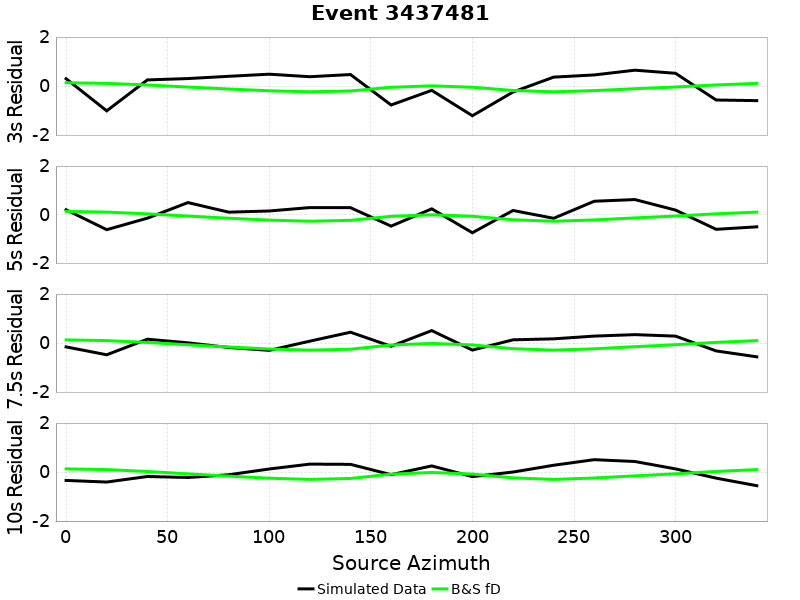 Event 3437481
3s Residual
2
0
-2
5s Residual
2
0
-2
7.5s Residual
2
0
-2
10s Residual
2
0
-2
0 50 100 150 200 250 300
Source Azimuth
Simulated Data B&S fD